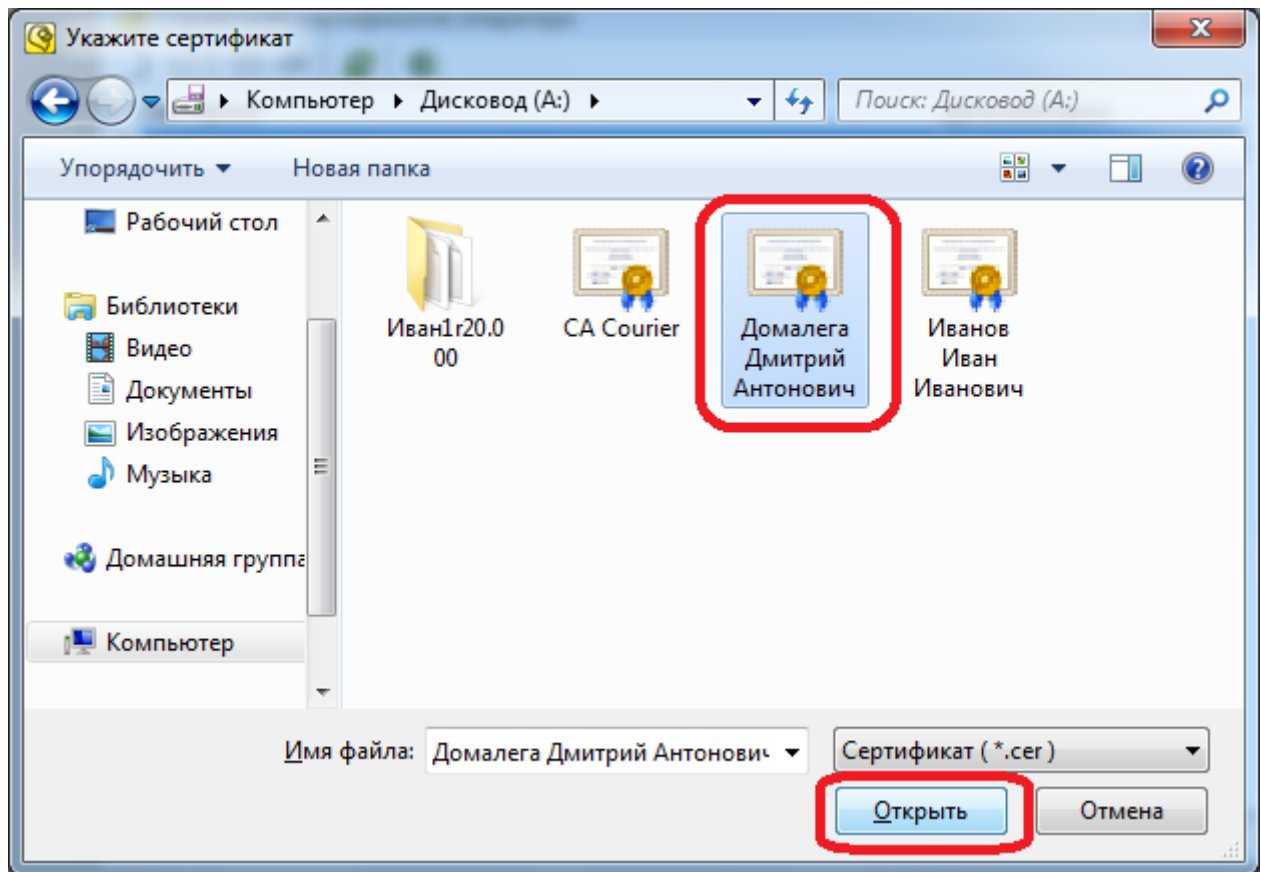 Укажите сертификат
Компьютер Дисковод (A:)
Поиск: Дисковод (A:)
Упорядочить Новая папка
Рабочий стол
Библиотеки
Видео
Документы
Изображения
Музыка
Домашняя группа
Компьютер
Иван1r20.0
00
CA Courier
Домалега
Дмитрий
Антонович
Иванов
Иван
Иванович
Имя файла: Домалега Дмитрий Антонович
Сертификат ( *.cer )
Открыть Отмена